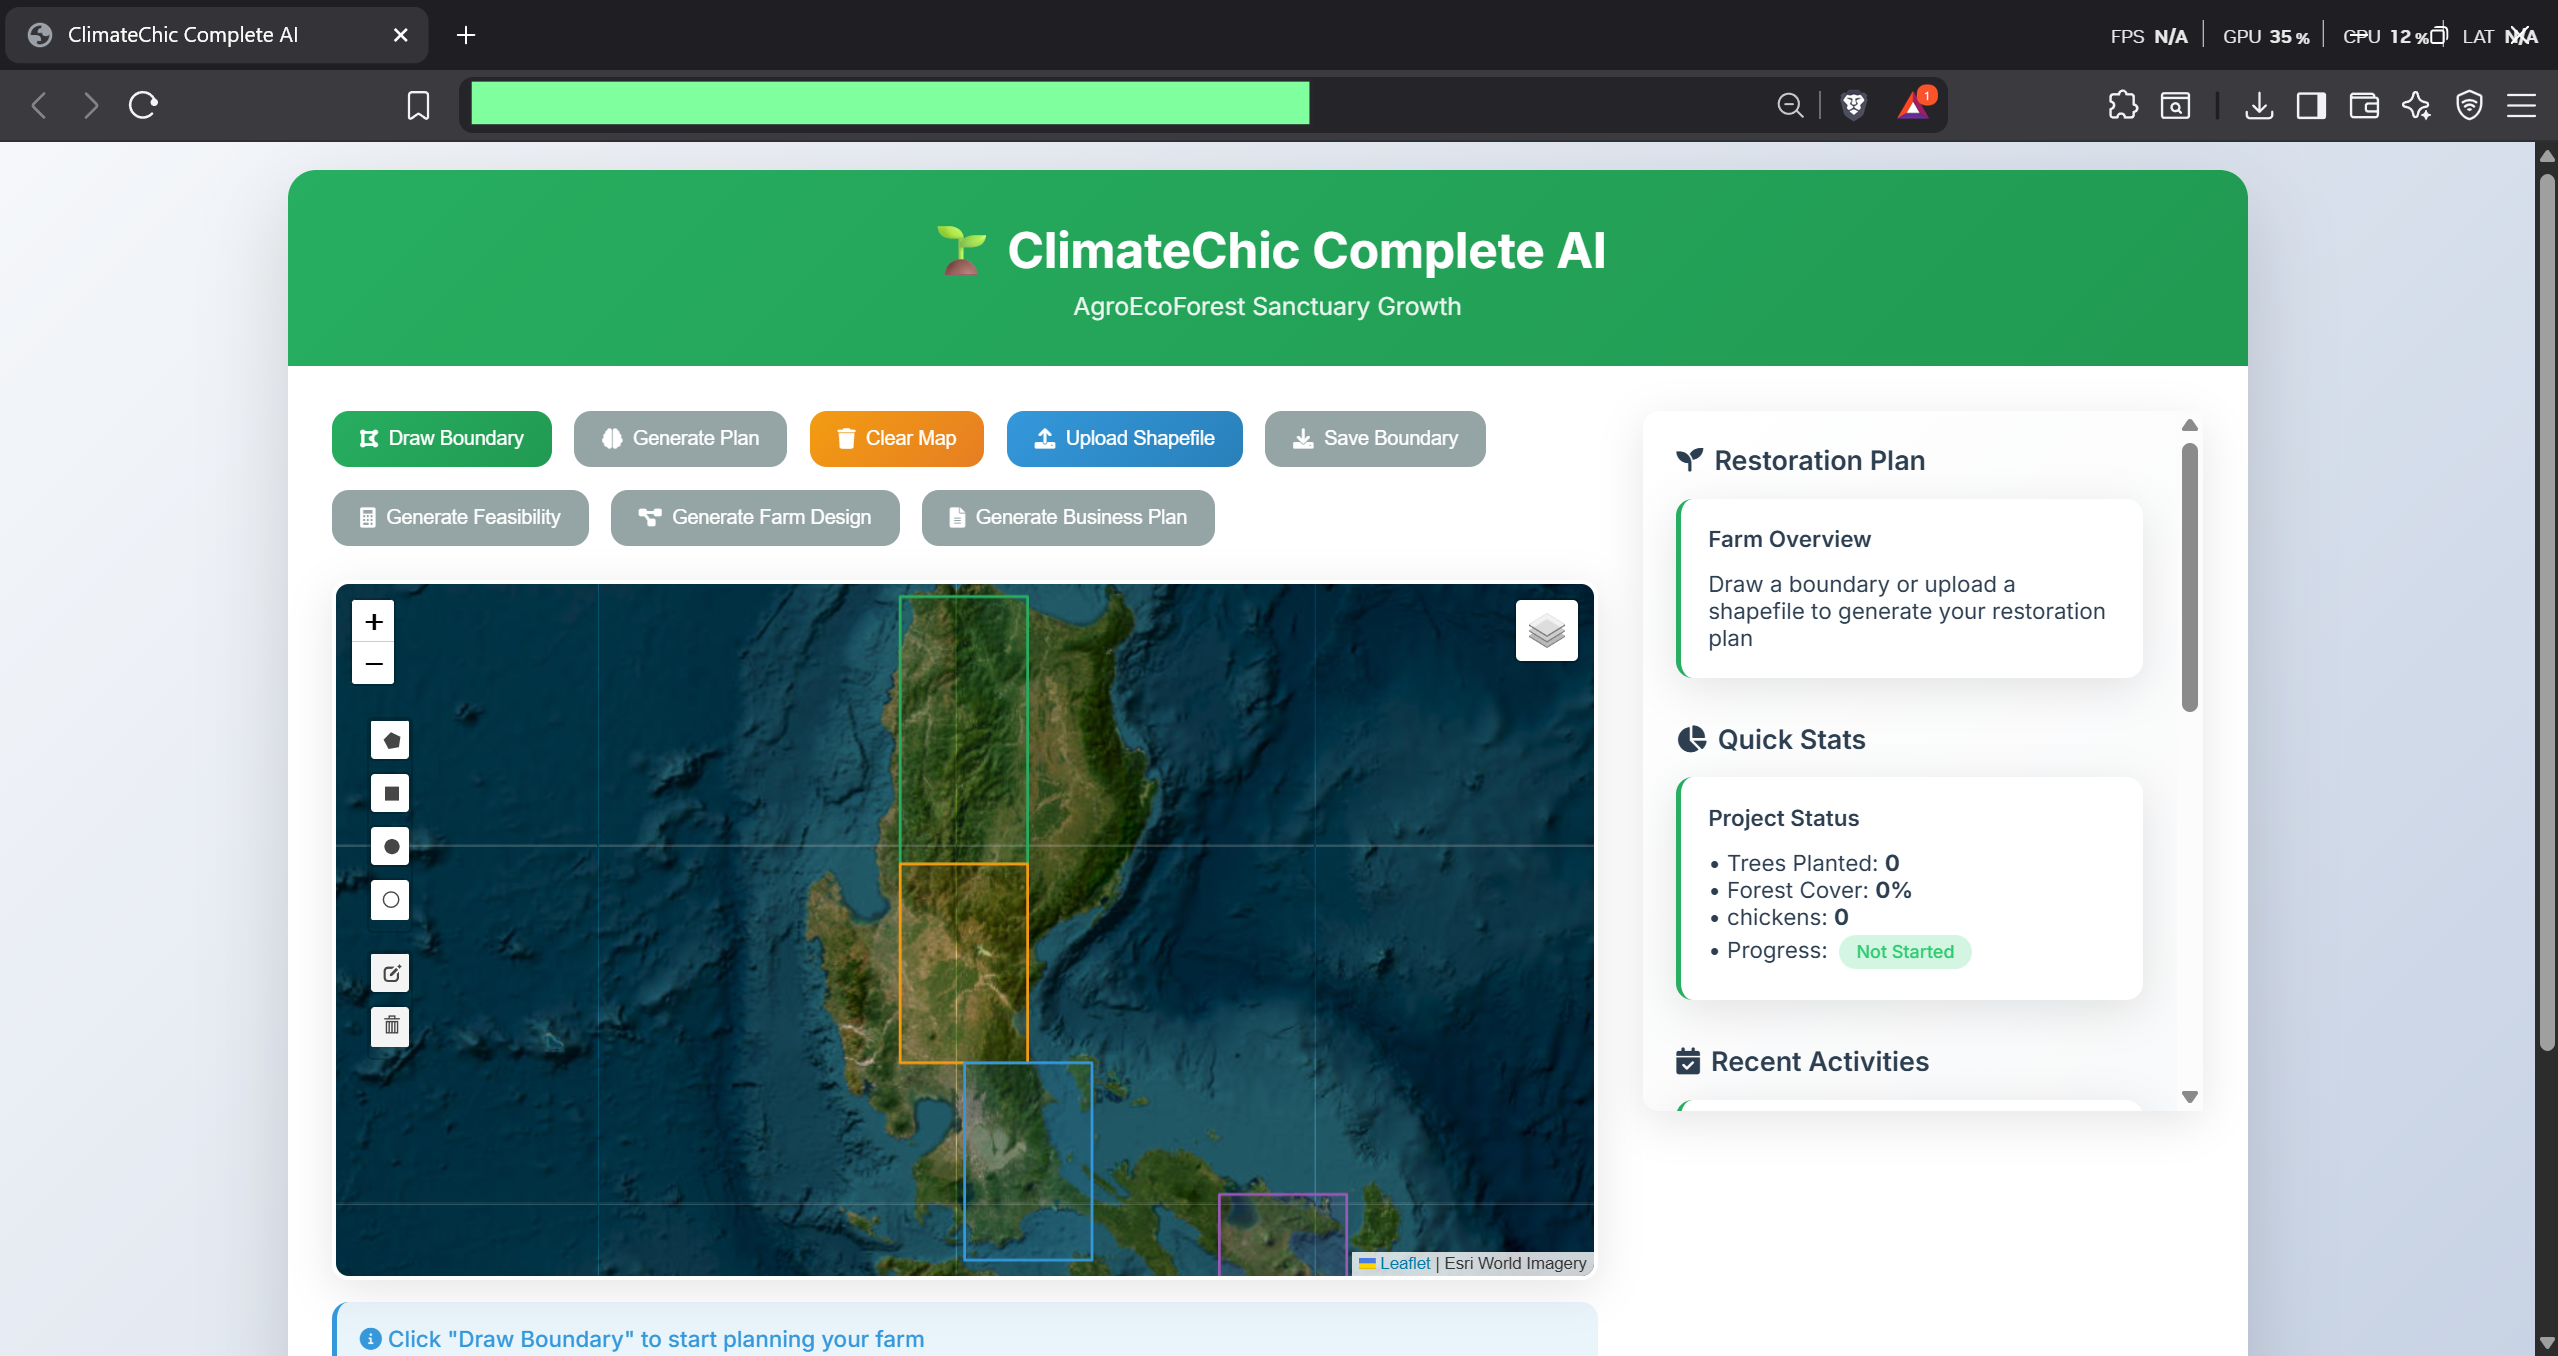 ClimateChic Complete AI
FPS N/A GPU 35 % CPU 12 % LAT N/A
1
ClimateChic Complete AI
AgroEcoForest Sanctuary Growth
Draw Boundary
Generate Plan
Clear Map
Upload Shapefile
Save Boundary
Generate Feasibility
Generate Farm Design
Generate Business Plan
+
−
Leaflet | Esri World Imagery
Click "Draw Boundary" to start planning your farm
Restoration Plan
Farm Overview
Draw a boundary or upload a
shapefile to generate your restoration
plan
Quick Stats
Project Status
• Trees Planted: 0
• Forest Cover: 0%
• chickens: 0
• Progress: Not Started
Recent Activities